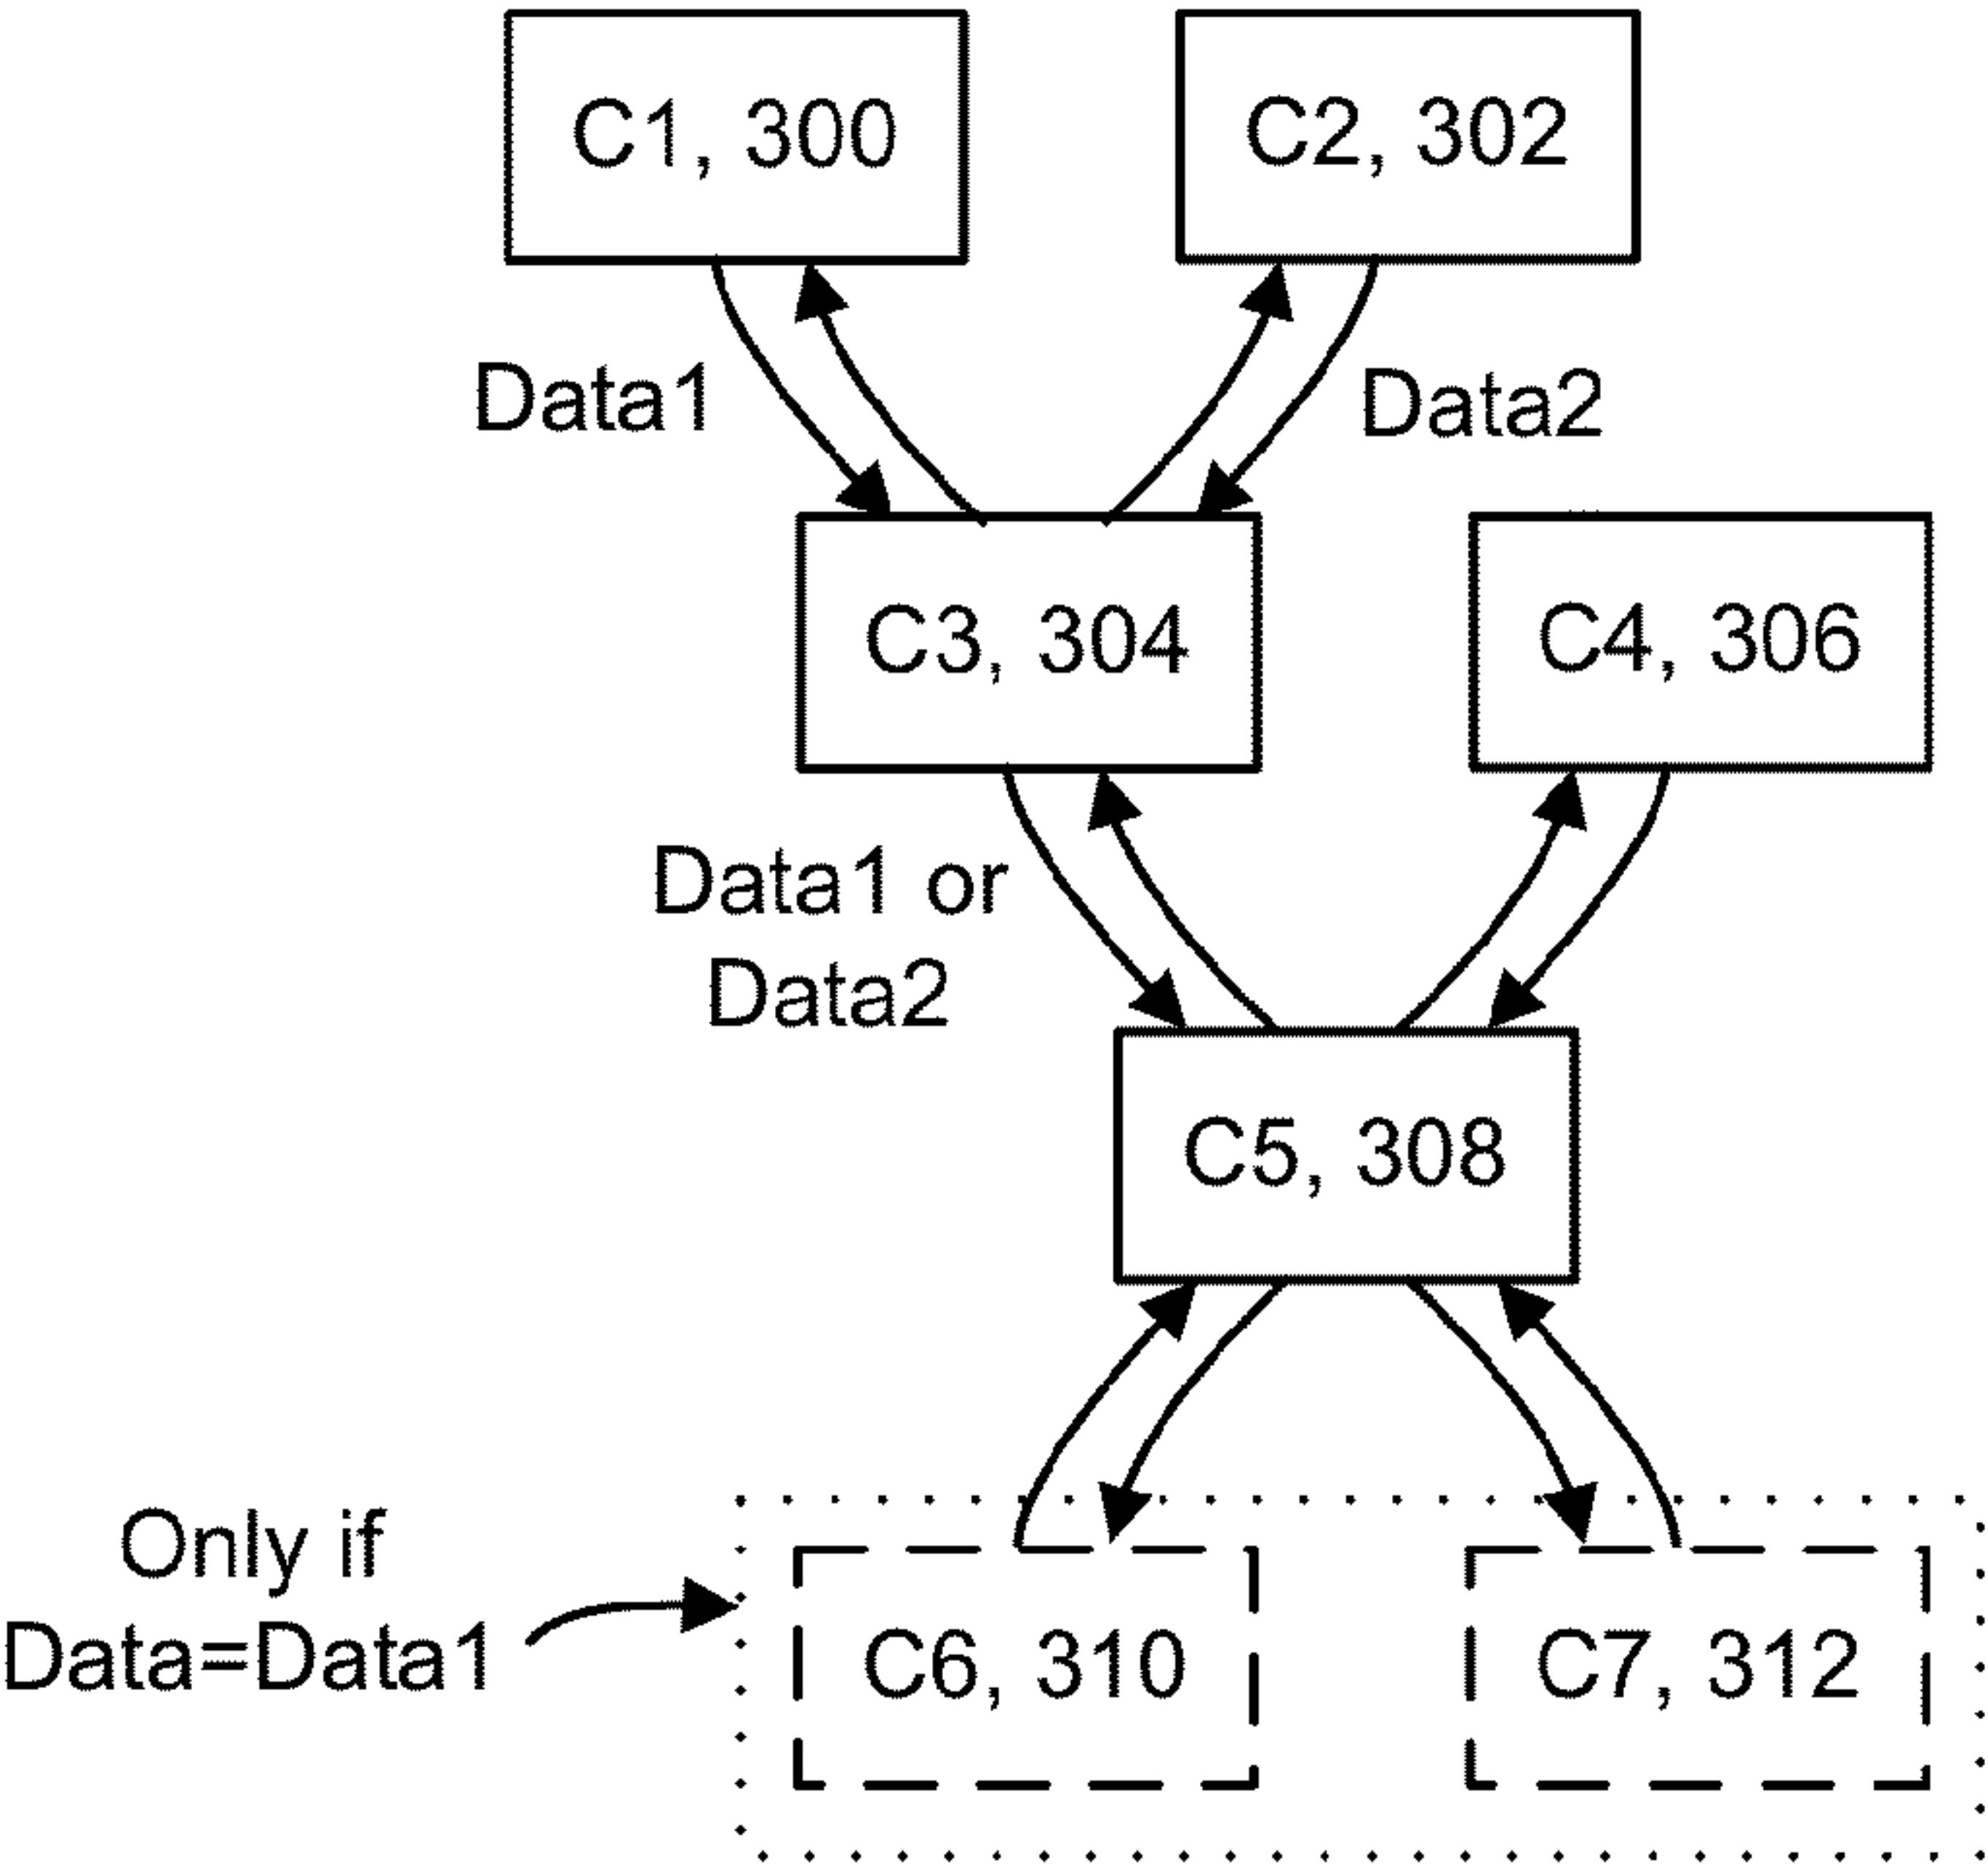 C1, 300
C2, 302
Data1
Data2
C3, 304
C4, 306
Data1 or
Data2
C5, 308
Only if
Data=Data1
C6, 310
C7, 312